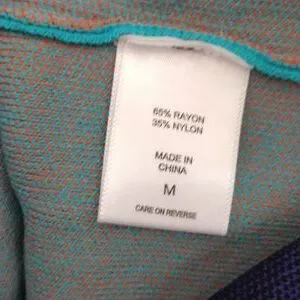 65% RAYON
35% NYLON
MADE IN
CHINA
M
CARE ON REVERSE